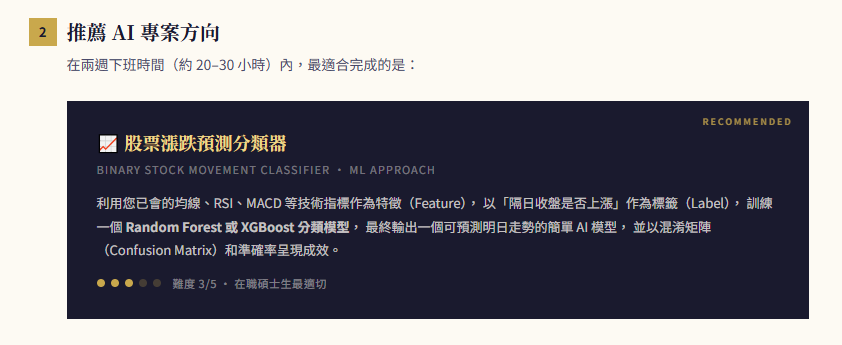 2 推薦 AI 專案方向
在兩週下班時間（約 20–30 小時）內，最適合完成的是：
RECOMMENDED
📈 股票漲跌預測分類器
BINARY STOCK MOVEMENT CLASSIFIER · ML APPROACH
利用您已會的均線、RSI、MACD 等技術指標作為特徵（Feature）， 以「隔日收盤是否上漲」作為標籤（Label）， 訓練
一個 Random Forest 或 XGBoost 分類模型， 最終輸出一個可預測明日走勢的簡單 AI 模型， 並以混淆矩陣
（Confusion Matrix）和準確率呈現成效。
難度 3/5 · 在職碩士生最適切